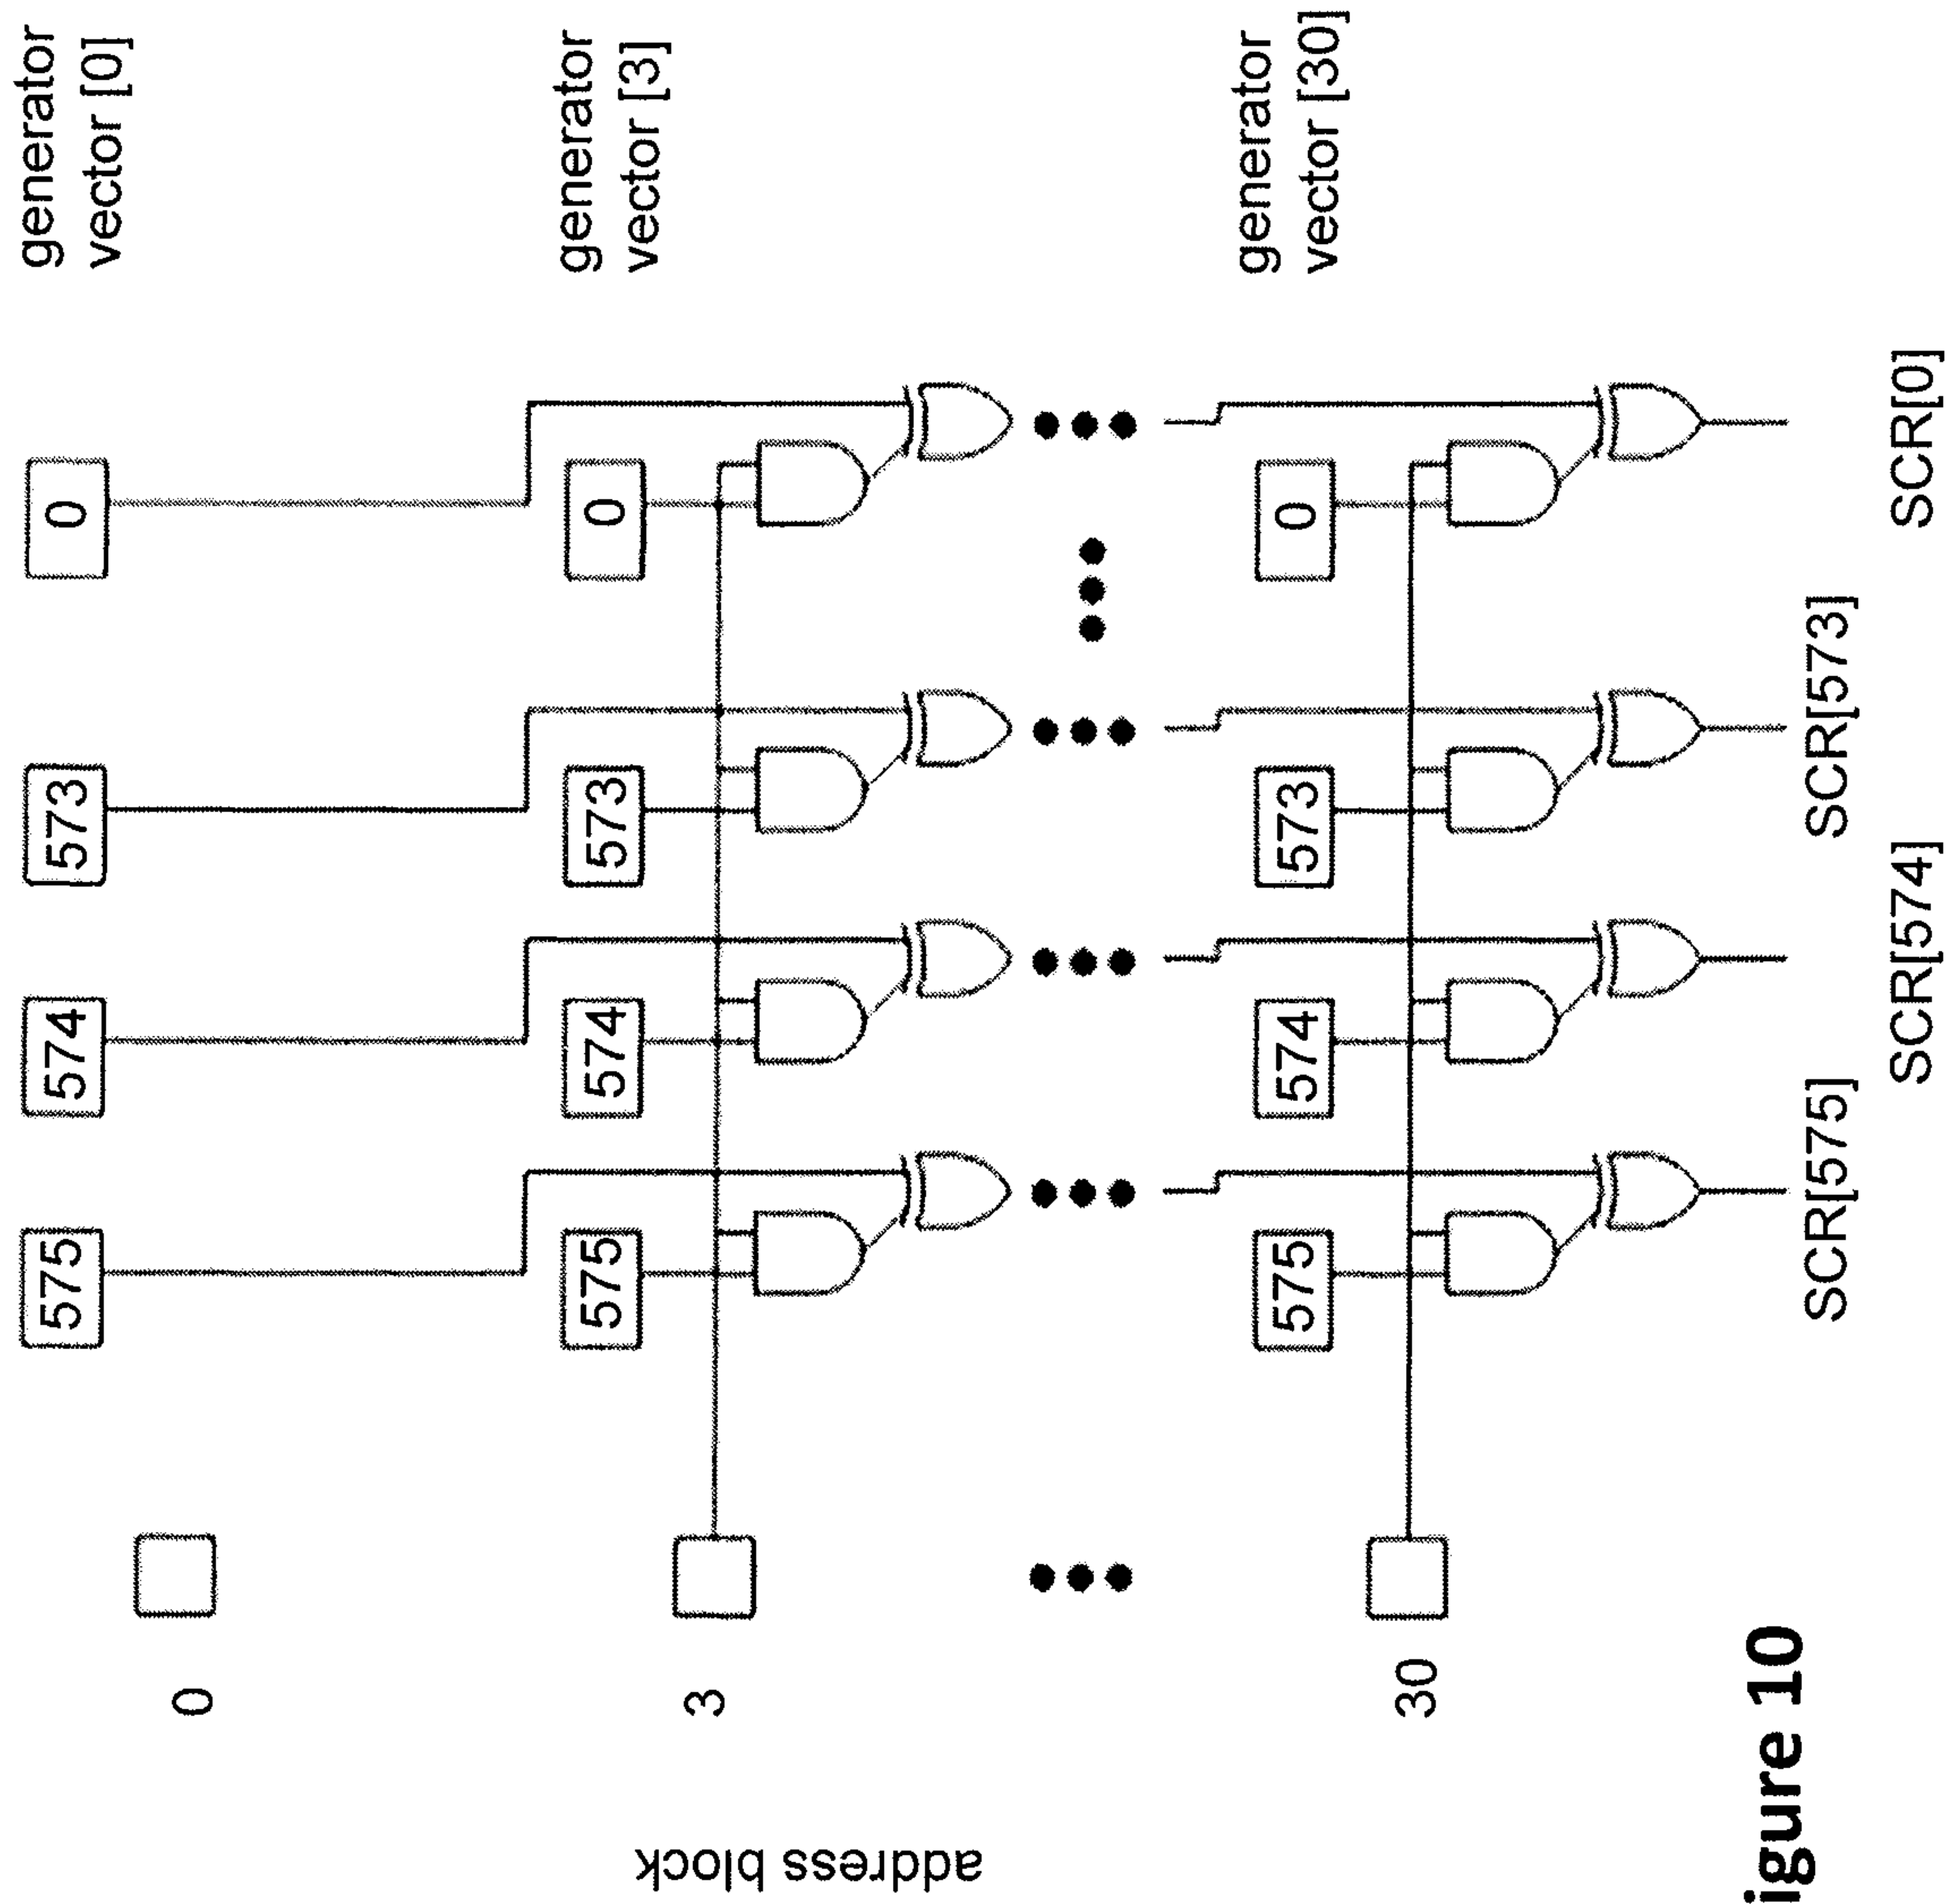 generator
vector [0]
575
574
573
0
0
generator
vector [3]
575
574
573
0
3
generator
vector [30]
575
574
573
0
30
address block
SCR[575]
SCR[574]
SCR[573]
SCR[0]
igure 10